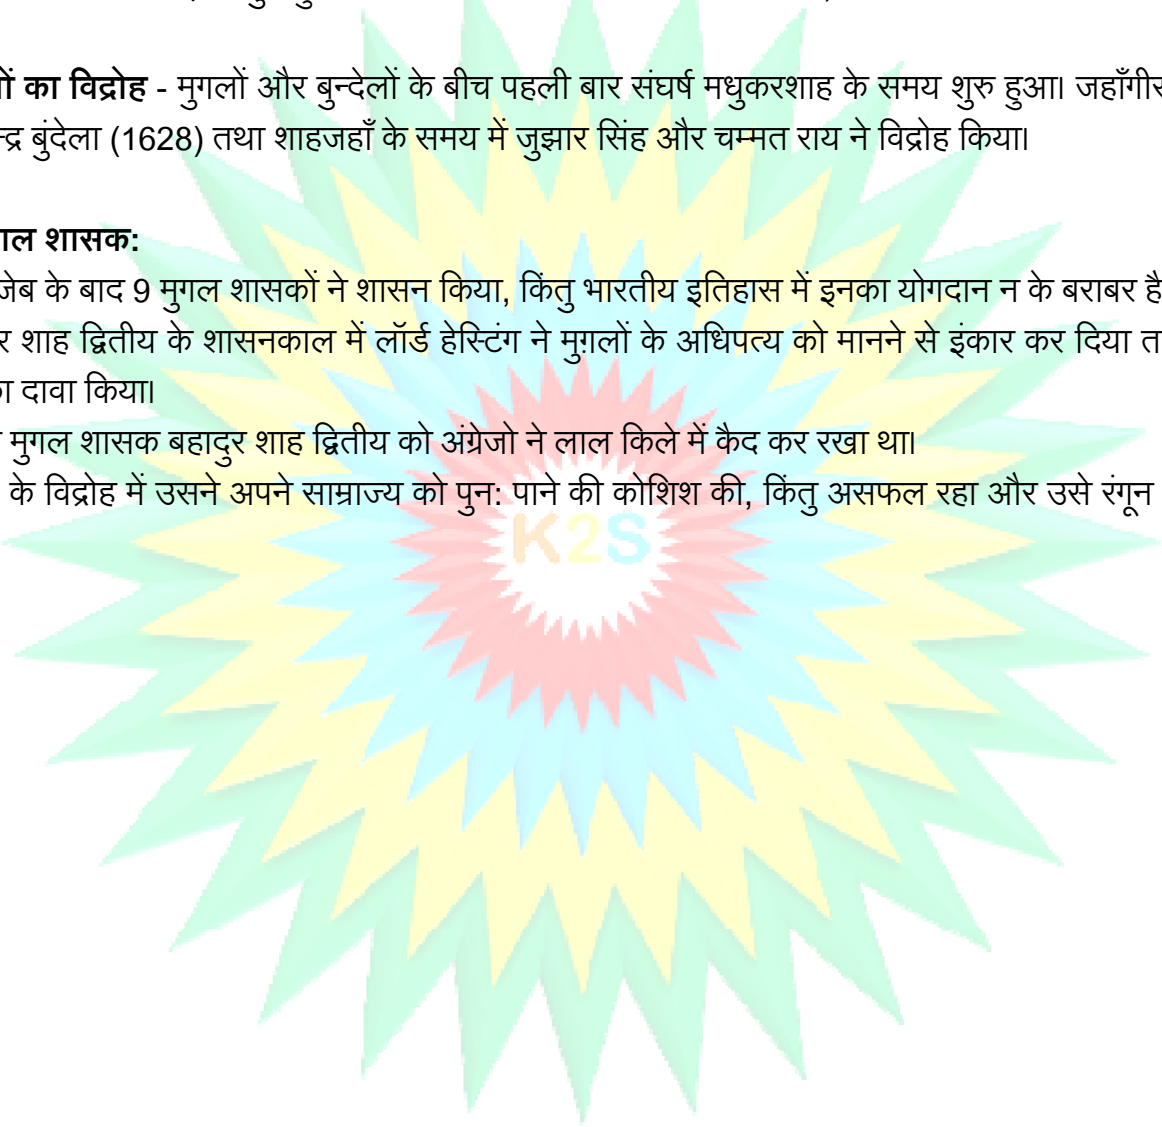 ों का विद्रोह - मुगलों और बुन्देलों के बीच पहली बार संघर्ष मधुकरशाह के समय शुरु हुआ। जहाँगीर
न्द्र बुंदेला (1628) तथा शाहजहाँ के समय में जुझार सिंह और चम्मत राय ने विद्रोह किया।
शासक:
जेब के बाद 9 मुगल शासकों ने शासन किया, किंतु भारतीय इतिहास में इनका योगदान न के बराबर है
र शाह द्वितीय के शासनकाल में लॉर्ड हेस्टिंग ने मुग़लों के अधिपत्य को मानने से इंकार कर दिया त
दावा किया।
मुगल शासक बहादुर शाह द्वितीय को अंग्रेजो ने लाल किले में कैद कर रखा था।
के विद्रोह में उसने अपने साम्राज्य को पुन: पाने की कोशिश की, किंतु असफल रहा और उसे रंगून
K2S